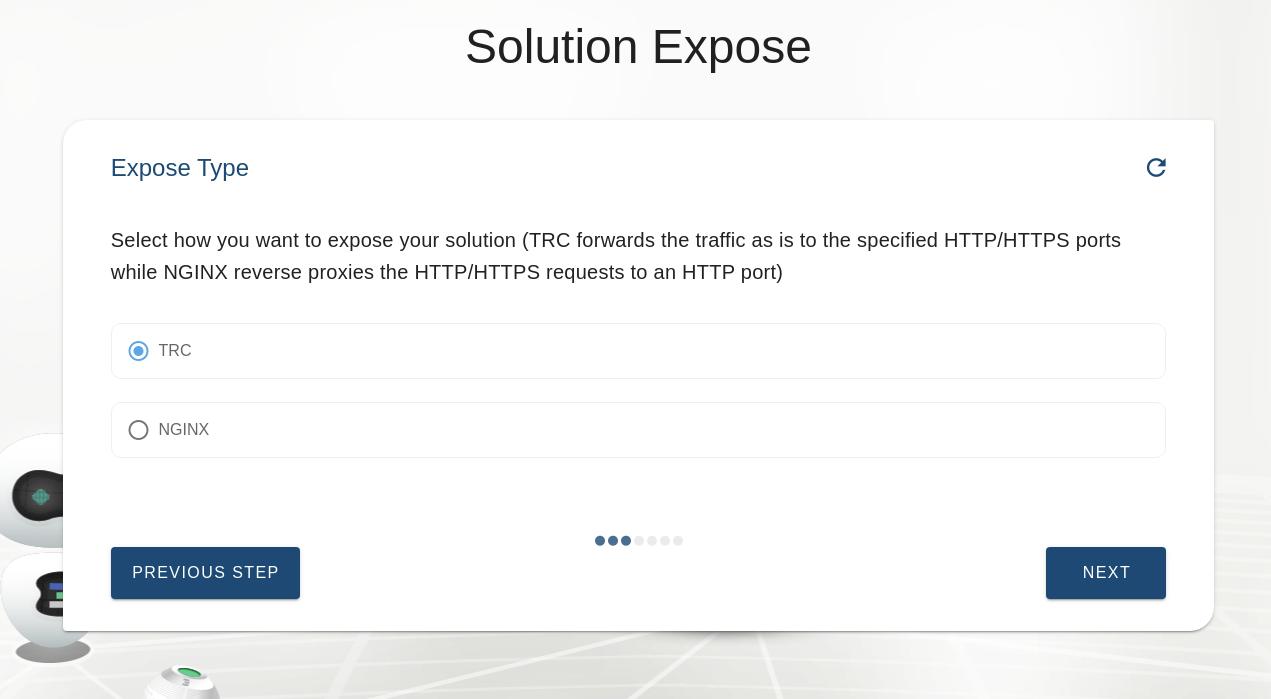 Solution Expose
Expose Type
Select how you want to expose your solution (TRC forwards the traffic as is to the specified HTTP/HTTPS ports
while NGINX reverse proxies the HTTP/HTTPS requests to an HTTP port)
TRC
NGINX
PREVIOUS STEP
NEXT